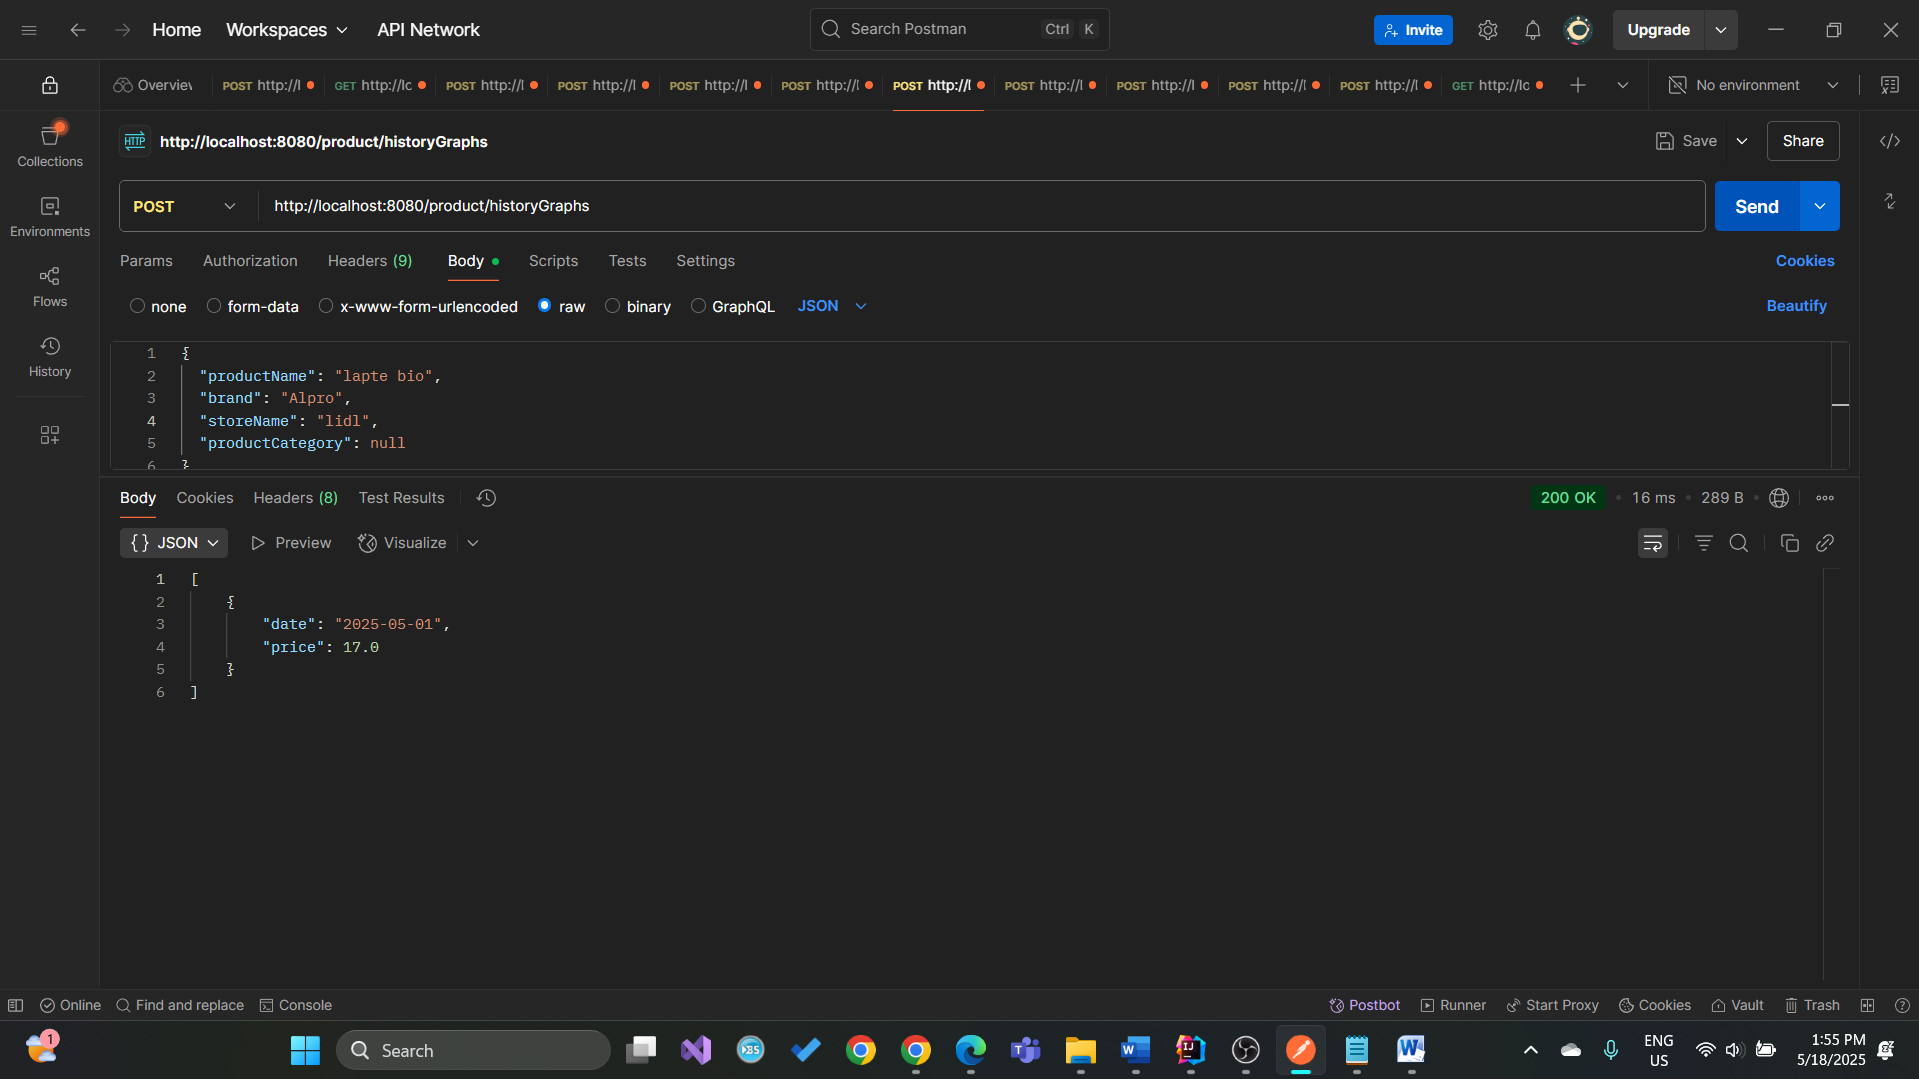 Home Workspaces API Network Search Postman Ctrl K Invite Upgrade
Overview POST http://l GET http://lc POST http://l POST http://l POST http://l POST http://l POST http://l POST http://l POST http://l POST http://l POST http://l GET http://lo No environment
HTTP http://localhost:8080/product/historyGraphs Save Share
Collections
Environments
Flows
History
POST http://localhost:8080/product/historyGraphs Send
Params Authorization Headers (9) Body Scripts Tests Settings Cookies
none form-data x-www-form-urlencoded raw binary GraphQL JSON Beautify
1 {
2 "productName": "lapte bio",
3 "brand": "Alpro",
4 "storeName": "lidl",
5 "productCategory": null
6 }
Body Cookies Headers (8) Test Results 200 OK • 16 ms • 289 B
{} JSON Preview Visualize
1 [
2 {
3 "date": "2025-05-01",
4 "price": 17.0
5 }
6 ]
Online Find and replace Console Postbot Runner Start Proxy Cookies Vault Trash
1 Search ENG 1:55 PM
US 5/18/2025